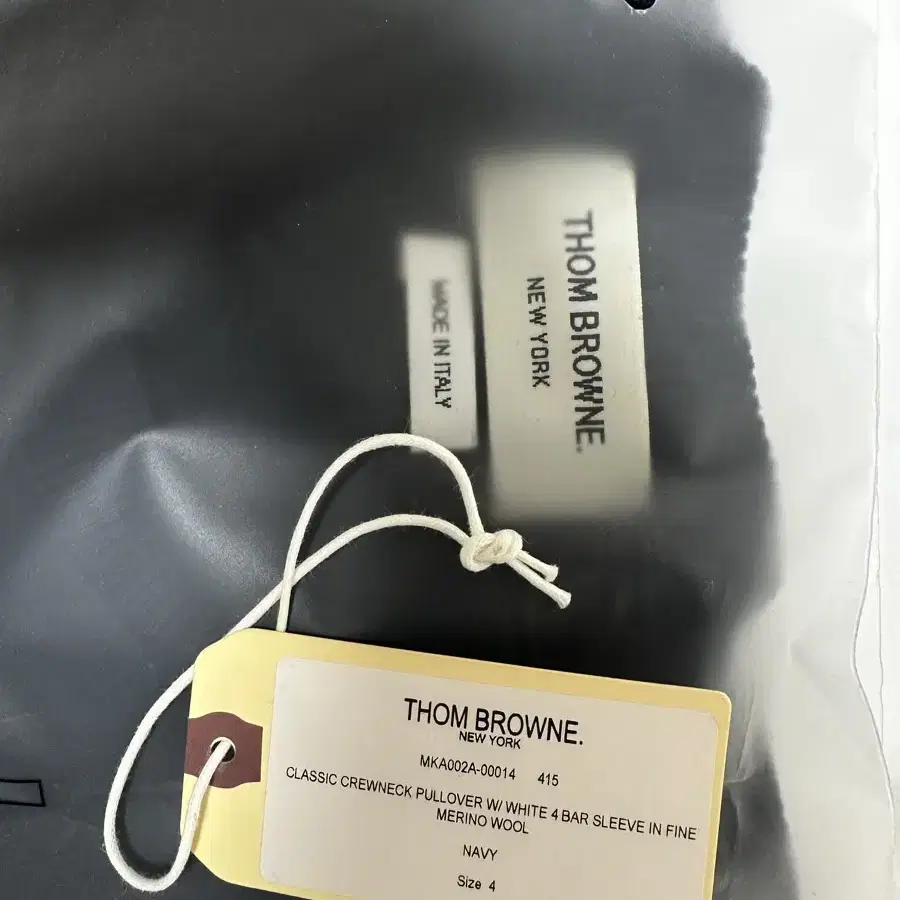 THOM BROWNE.
NEW YORK
MADE IN ITALY
THOM BROWNE.
NEW YORK
MKA002A-00014 415
CLASSIC CREWNECK PULLOVER W/ WHITE 4 BAR SLEEVE IN FINE
MERINO WOOL
NAVY
Size 4